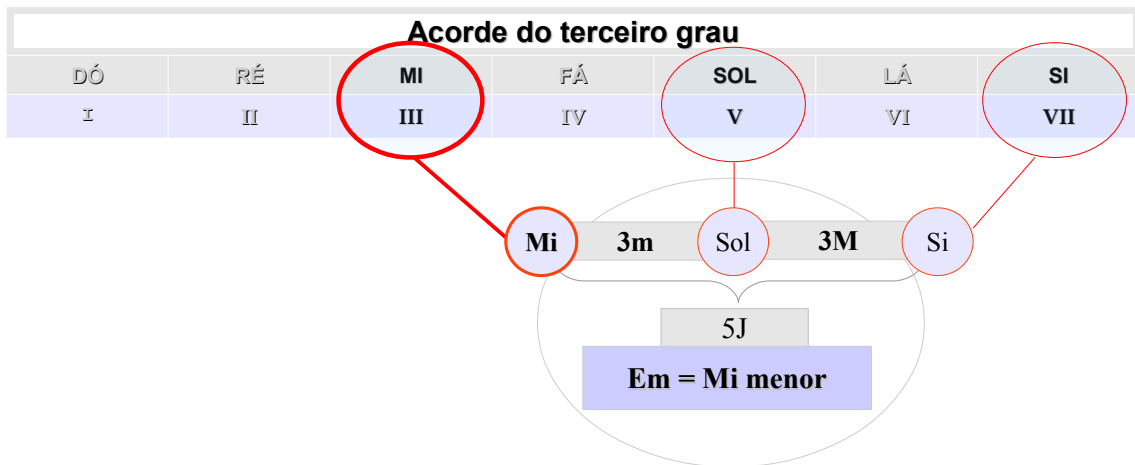 Acorde do terceiro grau
DÓ RÉ MI FÁ SOL LÁ SI
I II III IV V VI VII
Mi 3m Sol 3M Si
5J
Em = Mi menor